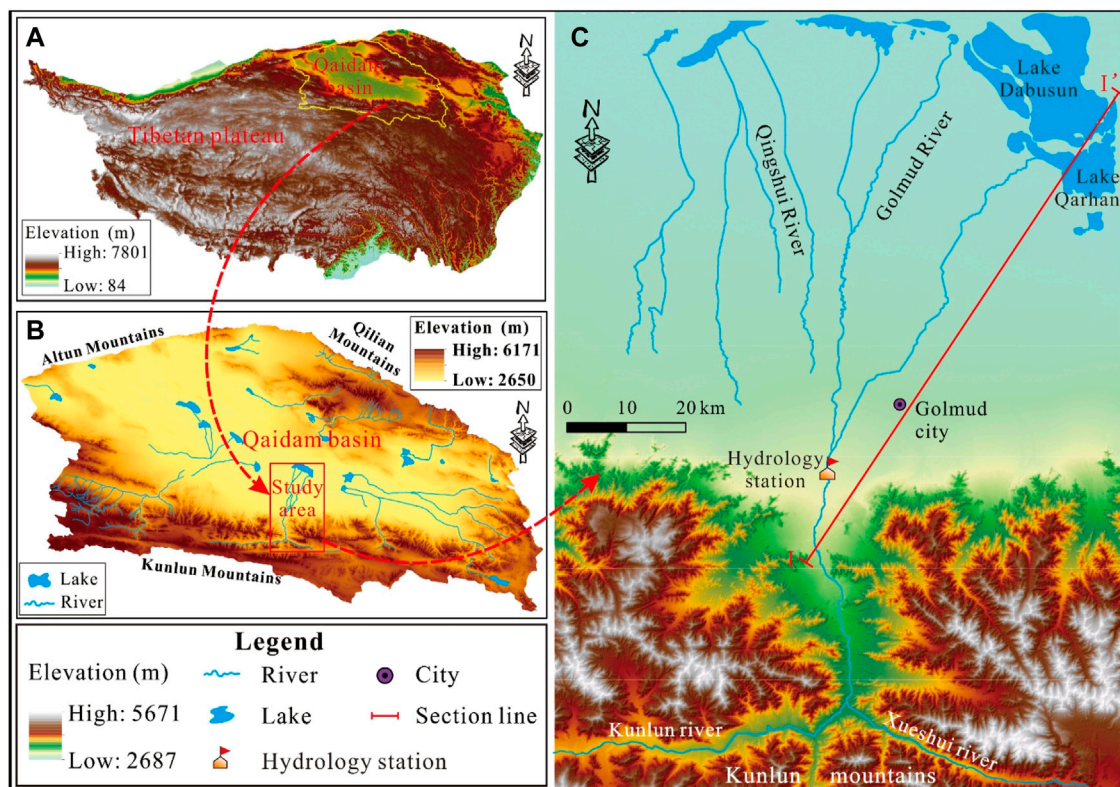 A
N
Qaidam
basin
Tibetan plateau
Elevation (m)
High: 7801
Low: 84
B
N
Altun Mountains
Qilian
Mountains
Elevation (m)
High: 6171
Low: 2650
Qaidam basin
Study
area
Kunlun Mountains
Lake
River
Legend
Elevation (m)
High: 5671
Low: 2687
River
Lake
Hydrology station
City
Section line
C
N
Lake
Dabusun
I'
Lake
Qarhan
Qingshui River
Golmud River
0 10 20 km
Golmud
city
Hydrology
station
I
Kunlun river
Xueshui river
Kunlun mountains